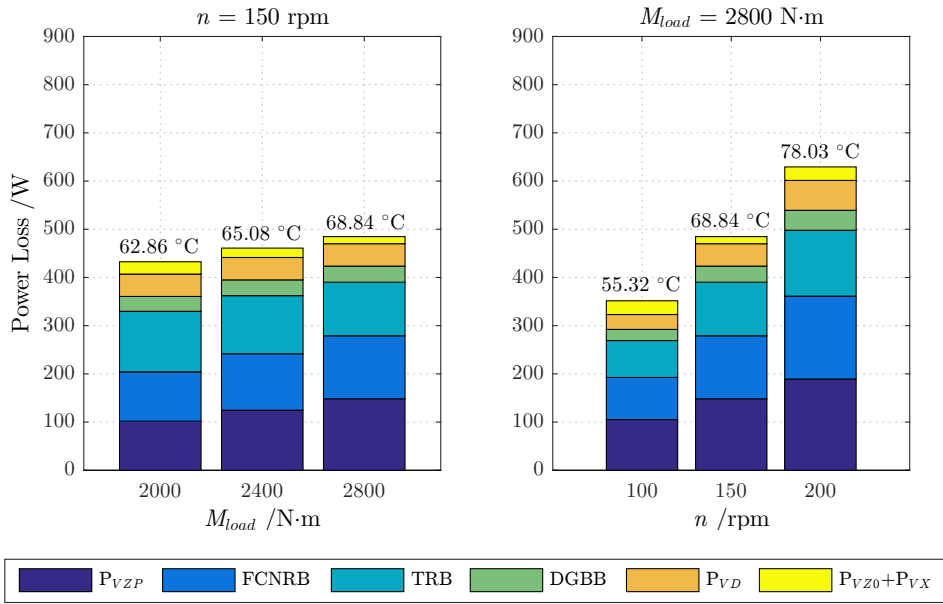 n = 150 rpm
M_load = 2800 N·m
Power Loss /W
900
800
700
600
500
400
300
200
100
0
62.86 °C
65.08 °C
68.84 °C
2000
2400
2800
M_load /N·m
900
800
700
600
500
400
300
200
100
0
55.32 °C
68.84 °C
78.03 °C
100
150
200
n /rpm
P_VZP FCNRB TRB DGBB P_VD P_VZ0+P_VX